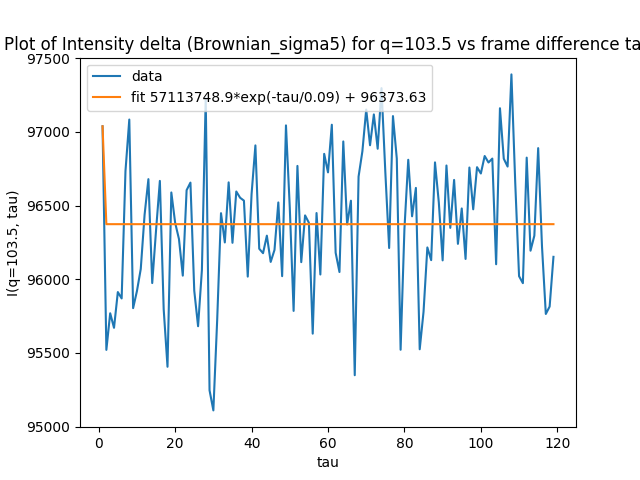 Plot of Intensity delta (Brownian_sigma5) for q=103.5 vs frame difference ta
97500
97000
96500
96000
95500
95000
I(q=103.5, tau)
data
fit 57113748.9*exp(-tau/0.09) + 96373.63
0 20 40 60 80 100 120
tau